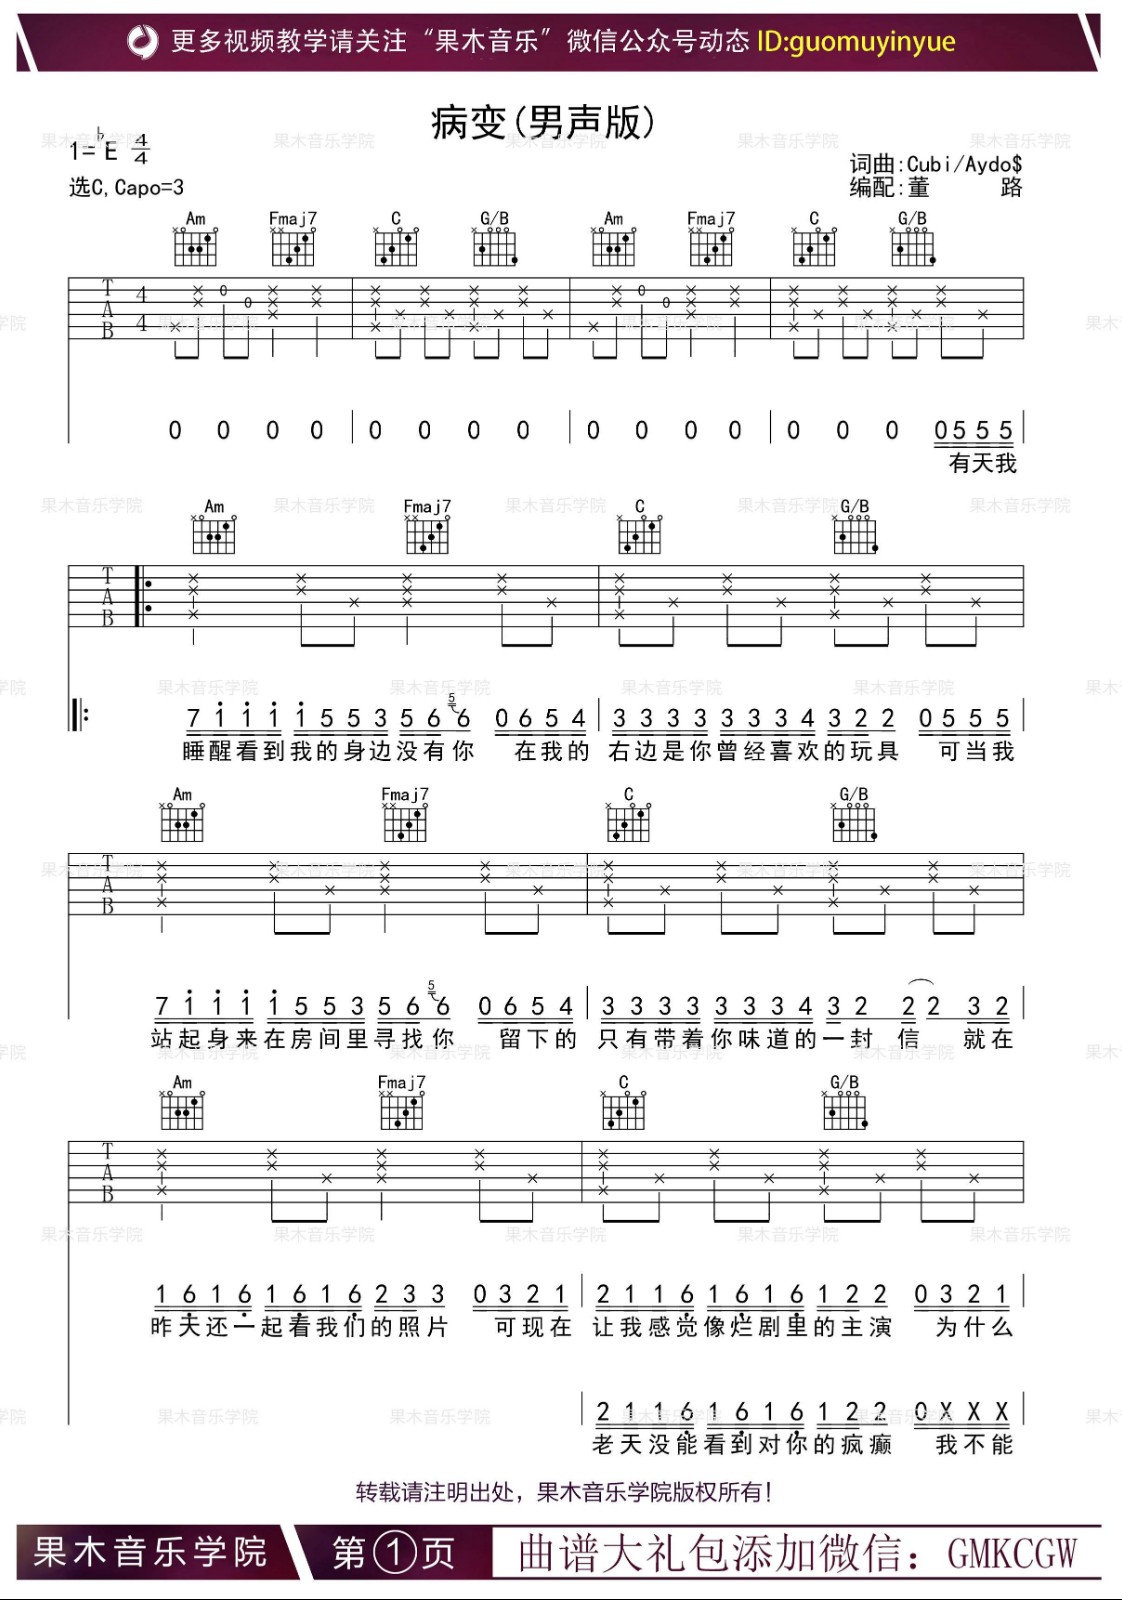 更多视频教学请关注“果木音乐”微信公众号动态 ID:guomuyinyue
病变(男声版)
1=♭E 4/4
词曲:Cubi/Aydo$
选C,Capo=3
编配:董 路
Am Fmaj7 C G/B Am Fmaj7 C G/B
T A B 4 4 0 0 0 0
0 0 0 0 | 0 0 0 0 | 0 0 0 0 | 0 0 0 0 5 5 5
有天我
Am Fmaj7 C G/B
T A B
7 1 1 1 1 5 5 3 5 6 5 6 0 6 5 4 | 3 3 3 3 3 3 3 4 3 2 2 0 5 5 5
睡醒看到我的身边没有你 在我的 右边是你曾经喜欢的玩具 可当我
Am Fmaj7 C G/B
T A B
7 1 1 1 1 5 5 3 5 6 5 6 0 6 5 4 | 3 3 3 3 3 3 3 4 3 2 2 2 3 2
站起身来在房间里寻找你 留下的 只有带着你味道的一封 信 就在
Am Fmaj7 C G/B
T A B
1 6 1 6 1 6 1 6 2 3 3 0 3 2 1 | 2 1 1 6 1 6 1 6 1 2 2 0 3 2 1
昨天还一起看我们的照片 可现在 让我感觉像烂剧里的主演 为什么
2 1 1 6 1 6 1 6 1 2 2 0 X X X
老天没能看到对你的疯癫 我不能
转载请注明出处，果木音乐学院版权所有！
果木音乐学院 第①页 曲谱大礼包添加微信：GMKCGW
果木音乐学院